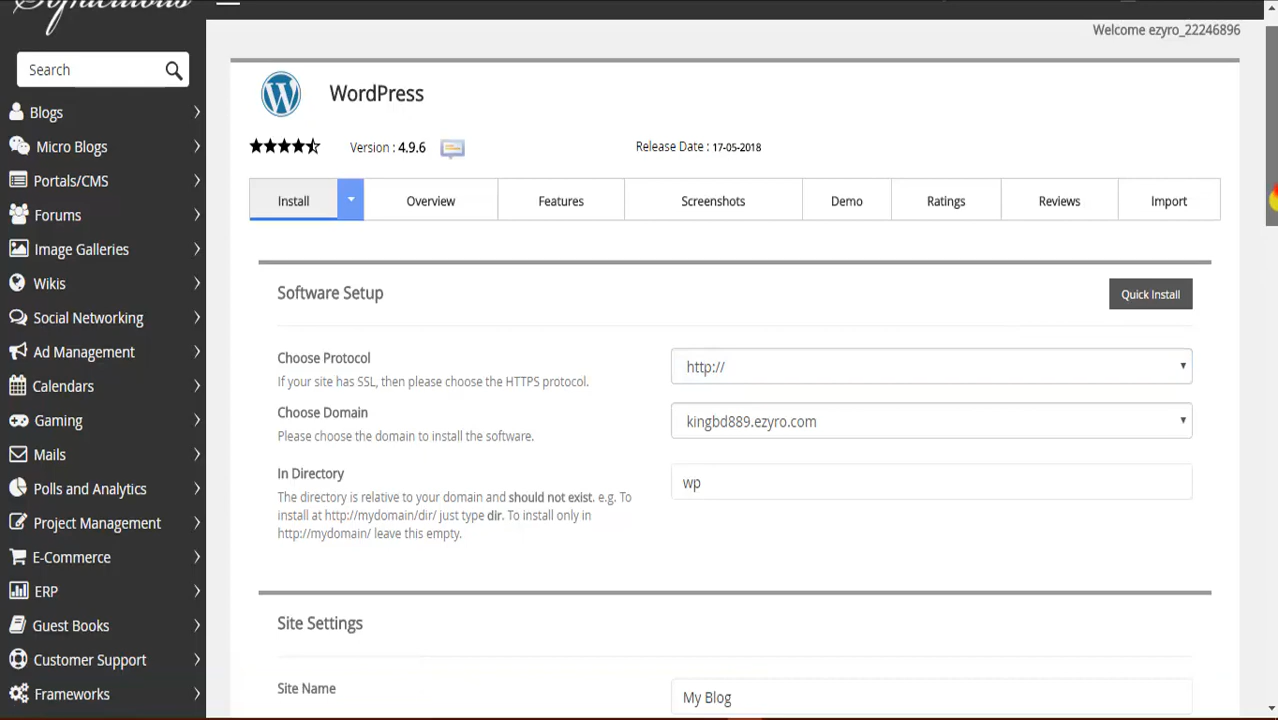 Welcome ezyro_22246896
Search
Blogs
Micro Blogs
Portals/CMS
Forums
Image Galleries
Wikis
Social Networking
Ad Management
Calendars
Gaming
Mails
Polls and Analytics
Project Management
E-Commerce
ERP
Guest Books
Customer Support
Frameworks
WordPress
Version : 4.9.6
Release Date : 17-05-2018
Install
Overview
Features
Screenshots
Demo
Ratings
Reviews
Import
Software Setup
Quick Install
Choose Protocol
If your site has SSL, then please choose the HTTPS protocol.
http://
Choose Domain
Please choose the domain to install the software.
kingbd889.ezyro.com
In Directory
The directory is relative to your domain and should not exist. e.g. To
install at http://mydomain/dir/ just type dir. To install only in
http://mydomain/ leave this empty.
wp
Site Settings
Site Name
My Blog